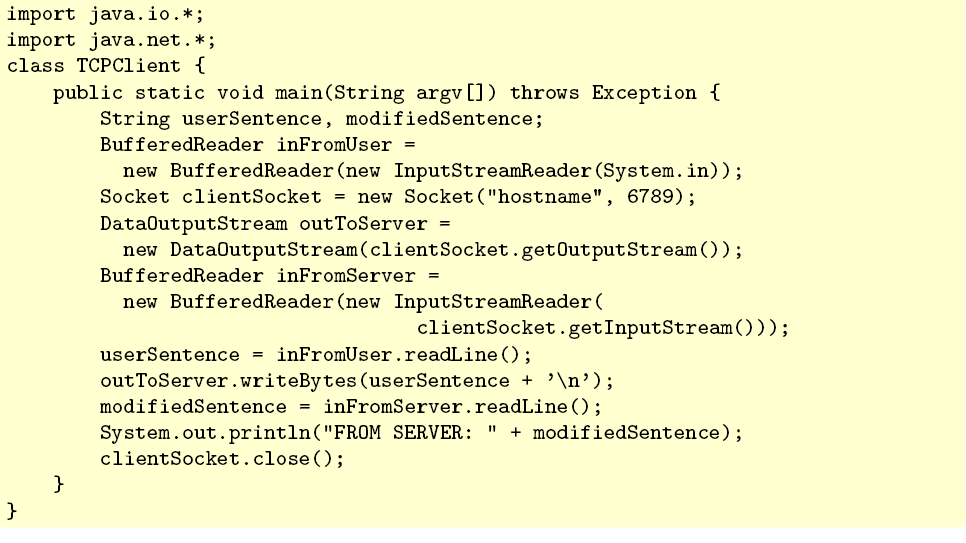 import java.io.*;
import java.net.*;
class TCPClient {
    public static void main(String argv[]) throws Exception {
        String userSentence, modifiedSentence;
        BufferedReader inFromUser =
          new BufferedReader(new InputStreamReader(System.in));
        Socket clientSocket = new Socket("hostname", 6789);
        DataOutputStream outToServer =
          new DataOutputStream(clientSocket.getOutputStream());
        BufferedReader inFromServer =
          new BufferedReader(new InputStreamReader(
                                   clientSocket.getInputStream()));
        userSentence = inFromUser.readLine();
        outToServer.writeBytes(userSentence + ’\n’);
        modifiedSentence = inFromServer.readLine();
        System.out.println("FROM SERVER: " + modifiedSentence);
        clientSocket.close();
    }
}